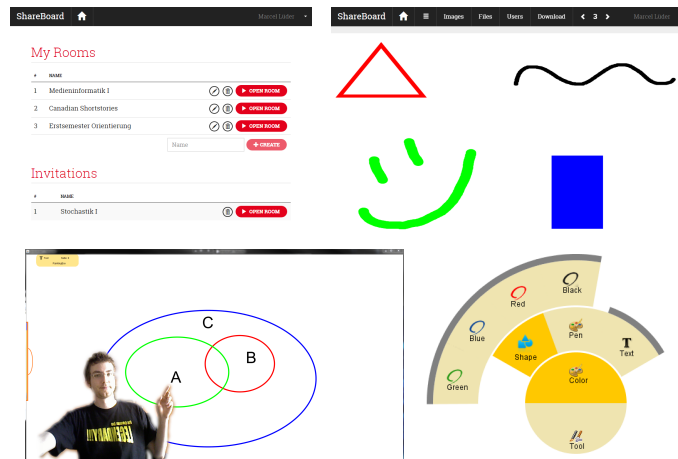 ShareBoard Marcel Lüder
My Rooms
# NAME
1 Medieninformatik I OPEN ROOM
2 Canadian Shortstories OPEN ROOM
3 Erstsemester Orientierung OPEN ROOM
Name + CREATE
Invitations
# NAME
1 Stochastik I OPEN ROOM
ShareBoard Images Files Users Download 3 Marcel Lüder
C
B
A
Black
Red
Blue
Green
Pen
Shape
Text
Color
Tool